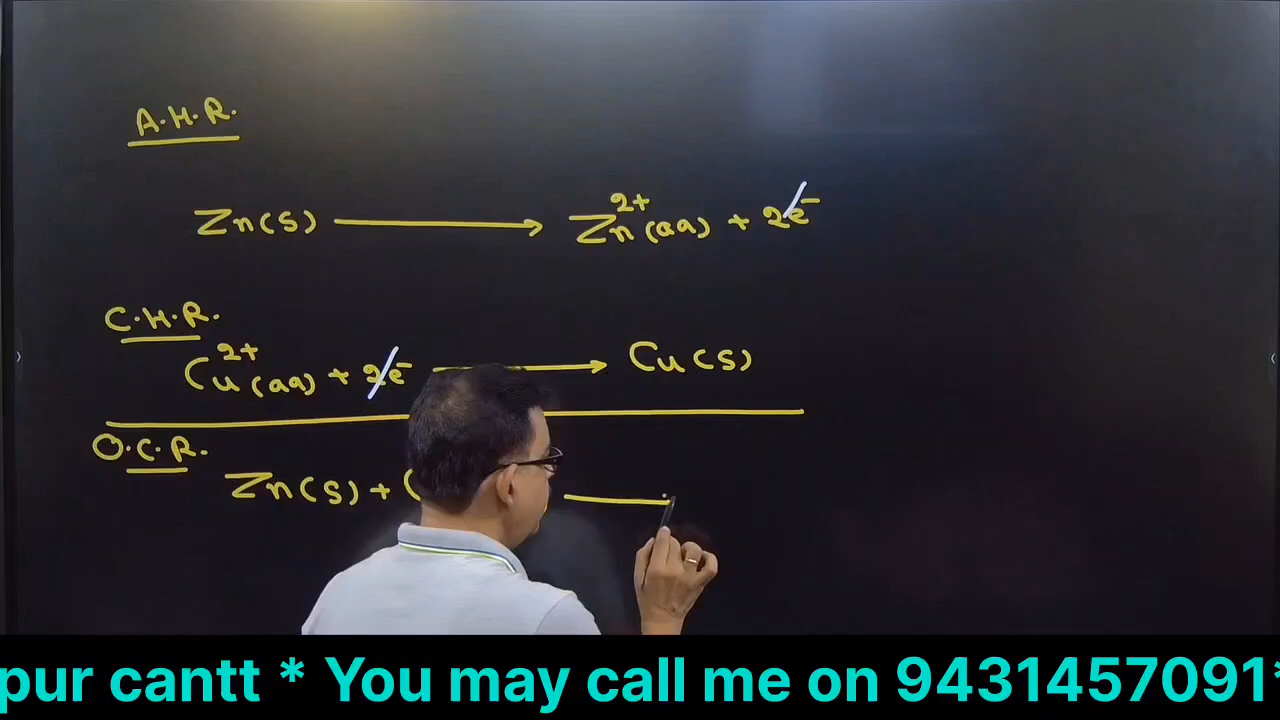 A.H.R.
Zn(s) ⟶ Zn²⁺(aq) + 2e⁻
C.H.R.
Cu²⁺(aq) + 2e⁻ ⟶ Cu(s)
O.C.R.
Zn(s) +
pur cantt * You may call me on 9431457091*